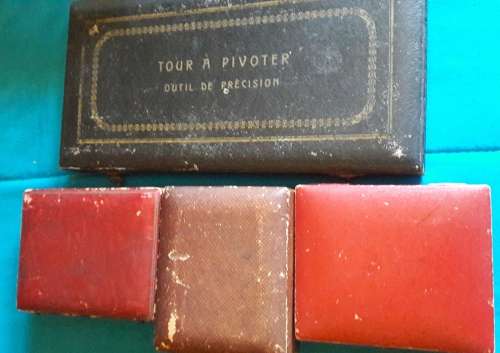 TOUR A PIVOTER
OUTIL DE PRÉCISION